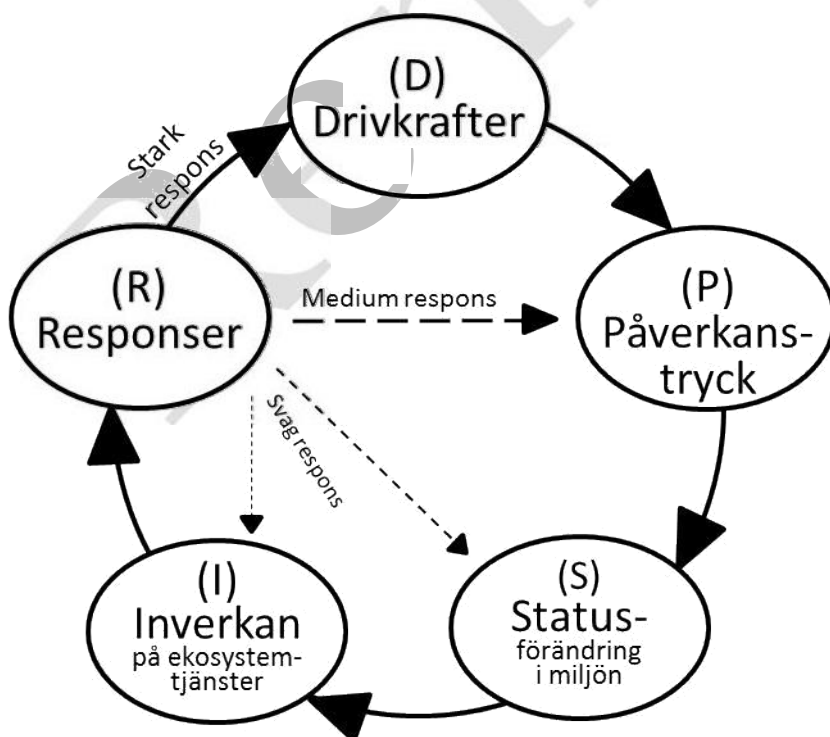 (D)
Drivkrafter
Stark
respons
(R)
Responser
Medium respons
(P)
Påverkans-
tryck
Svag respons
(I)
Inverkan
på ekosystem-
tjänster
(S)
Status-
förändring
i miljön